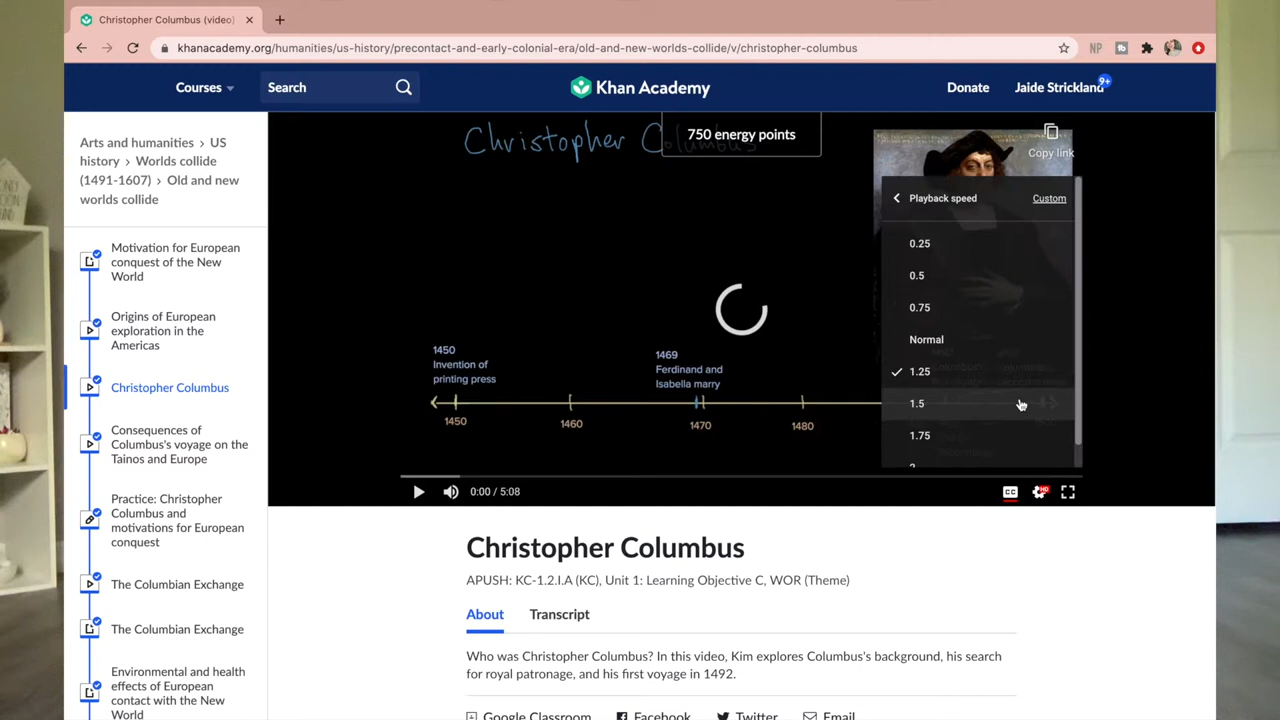 Christopher Columbus (video)
khanacademy.org/humanities/us-history/precontact-and-early-colonial-era/old-and-new-worlds-collide/v/christopher-columbus
NP
Courses
Search
Khan Academy
Donate
Jaide Strickland
9+
Arts and humanities > US
history > Worlds collide
(1491-1607) > Old and new
worlds collide
Motivation for European
conquest of the New
World
Origins of European
exploration in the
Americas
Christopher Columbus
Consequences of
Columbus's voyage on the
Tainos and Europe
Practice: Christopher
Columbus and
motivations for European
conquest
The Columbian Exchange
The Columbian Exchange
Environmental and health
effects of European
contact with the New
World
Christopher Columbus
750 energy points
Copy link
Playback speed
Custom
0.25
0.5
0.75
Normal
1.25
1.5
1.75
2
1450
Invention of
printing press
1469
Ferdinand and
Isabella marry
1450
1460
1470
1480
0:00 / 5:08
CC
HD
Christopher Columbus
APUSH: KC-1.2.I.A (KC), Unit 1: Learning Objective C, WOR (Theme)
About
Transcript
Who was Christopher Columbus? In this video, Kim explores Columbus's background, his search
for royal patronage, and his first voyage in 1492.
Google Classroom
Facebook
Twitter
Email